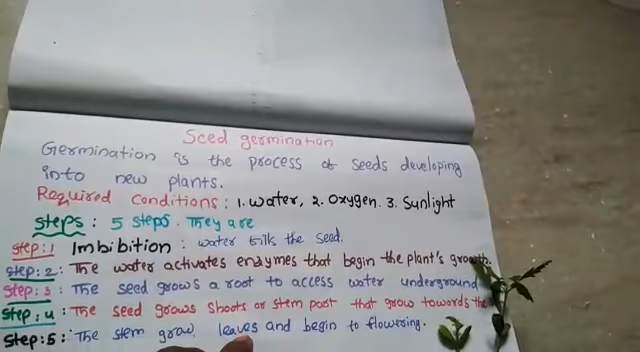 Seed germination
Germination is the process of seeds developing
into new plants.
Required Conditions : 1. water, 2. Oxygen. 3. Sunlight
Steps : 5 steps. They are
Step:1 Imbibition : water fills the seed.
Step:2: The water activates enzymes that begin the plant's growth.
Step:3 : The seed grows a root to access water underground
Step:4 : The seed grows shoots or stem part that grow towards the
Step:5: The stem grow leaves and begin to flowering.